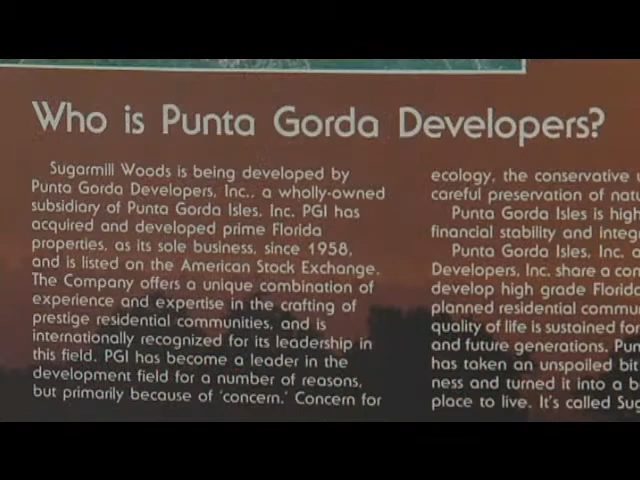 Who is Punta Gorda Developers?
Sugarmill Woods is being developed by
Punta Gorda Developers, Inc., a wholly-owned
subsidiary of Punta Gorda Isles, Inc. PGI has
acquired and developed prime Florida
properties, as its sole business, since 1958,
and is listed on the American Stock Exchange.
The Company offers a unique combination of
experience and expertise in the crafting of
prestige residential communities, and is
internationally recognized for its leadership in
this field. PGI has become a leader in the
development field for a number of reasons,
but primarily because of 'concern.' Concern for
ecology, the conservative
careful preservation of
Punta Gorda Isles is
financial stability and
Punta Gorda Isles, Inc.
Developers, Inc. share a
develop high grade
planned residential
quality of life is sustained
and future generations.
has taken an unspoiled bit
ness and turned it into a
place to live. It's called